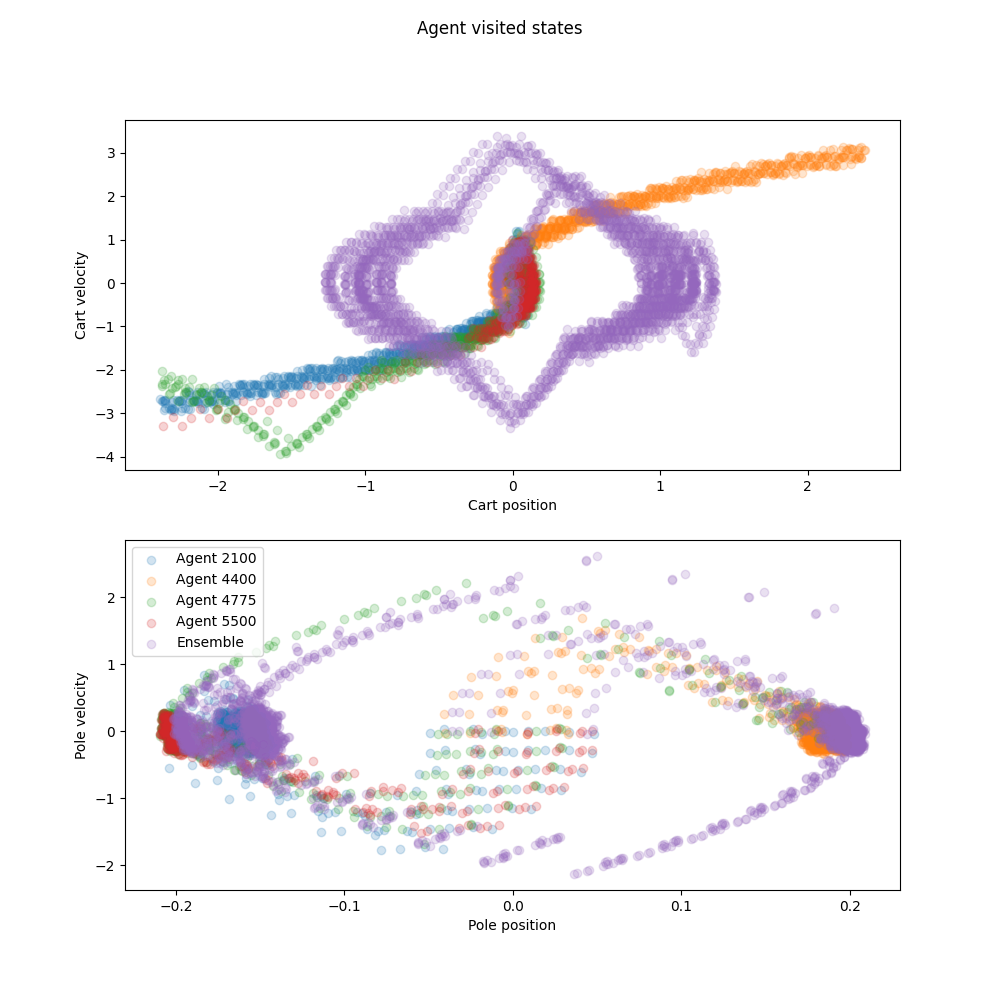 Agent visited states
Cart velocity
3
2
1
0
−1
−2
−3
−4
−2
−1
0
1
2
Cart position
Agent 2100
Agent 4400
Agent 4775
Agent 5500
Ensemble
Pole velocity
2
1
0
−1
−2
−0.2
−0.1
0.0
0.1
0.2
Pole position